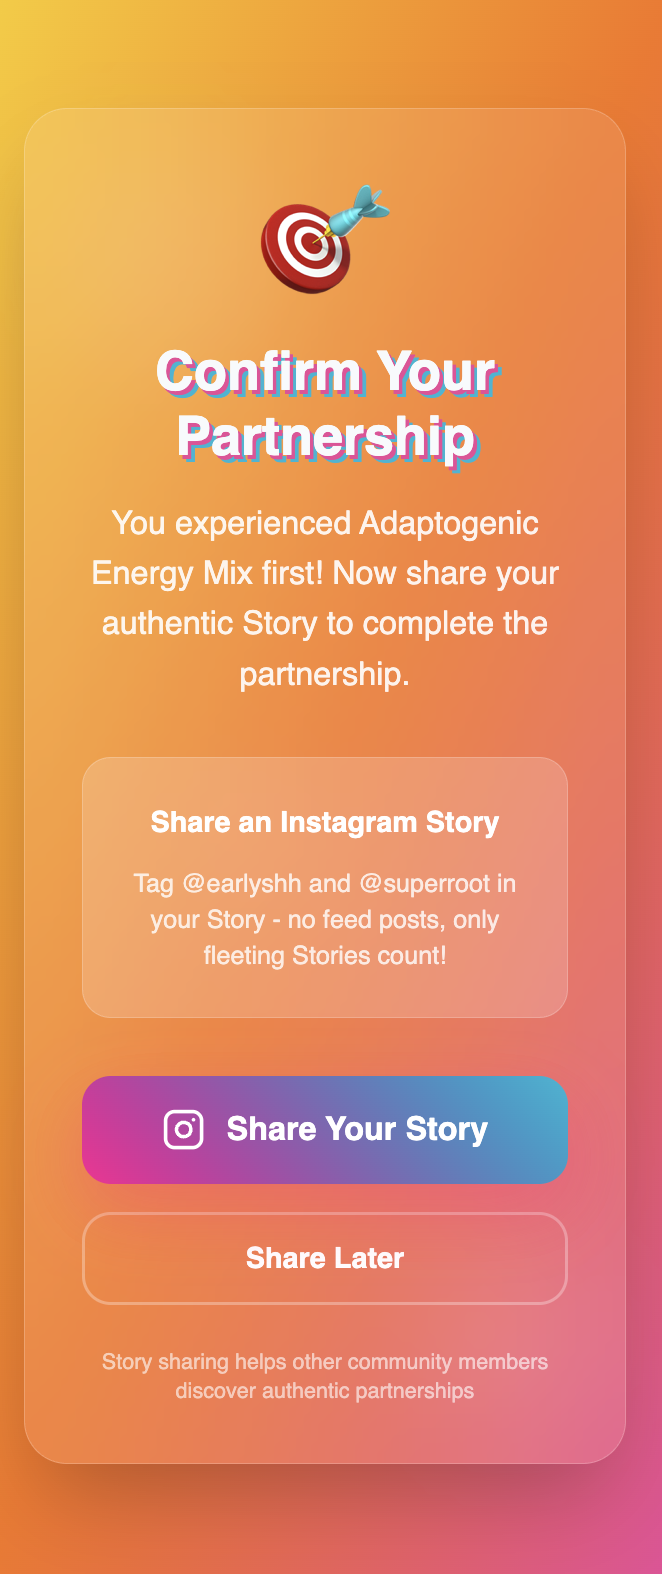 Confirm Your
Partnership
You experienced Adaptogenic
Energy Mix first! Now share your
authentic Story to complete the
partnership.
Share an Instagram Story
Tag @earlyshh and @superroot in
your Story - no feed posts, only
fleeting Stories count!
Share Your Story
Share Later
Story sharing helps other community members
discover authentic partnerships